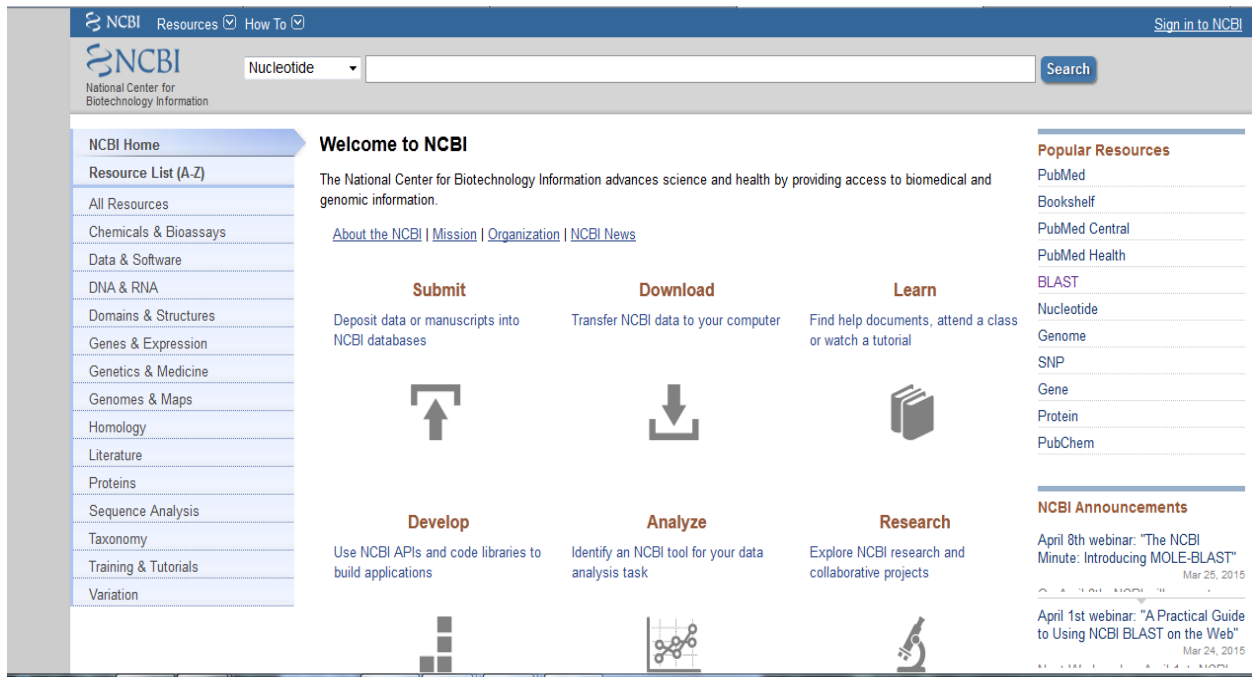 NCBI Resources How To Sign in to NCBI
NCBI
National Center for
Biotechnology Information
Nucleotide
Search
NCBI Home
Resource List (A-Z)
All Resources
Chemicals & Bioassays
Data & Software
DNA & RNA
Domains & Structures
Genes & Expression
Genetics & Medicine
Genomes & Maps
Homology
Literature
Proteins
Sequence Analysis
Taxonomy
Training & Tutorials
Variation
Welcome to NCBI
The National Center for Biotechnology Information advances science and health by providing access to biomedical and
genomic information.
About the NCBI | Mission | Organization | NCBI News
Submit
Deposit data or manuscripts into
NCBI databases
Download
Transfer NCBI data to your computer
Learn
Find help documents, attend a class
or watch a tutorial
Develop
Use NCBI APIs and code libraries to
build applications
Analyze
Identify an NCBI tool for your data
analysis task
Research
Explore NCBI research and
collaborative projects
Popular Resources
PubMed
Bookshelf
PubMed Central
PubMed Health
BLAST
Nucleotide
Genome
SNP
Gene
Protein
PubChem
NCBI Announcements
April 8th webinar: "The NCBI
Minute: Introducing MOLE-BLAST"
Mar 25, 2015
April 1st webinar: "A Practical Guide
to Using NCBI BLAST on the Web"
Mar 24, 2015